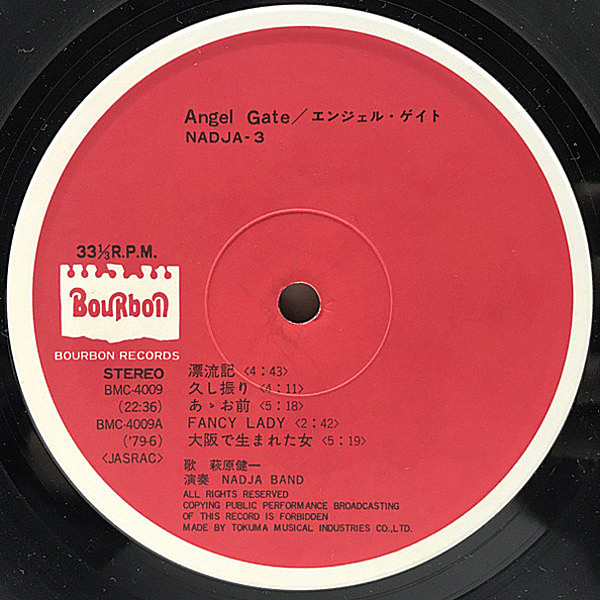 Angel Gate/エンジェル・ゲイト
NADJA-3
33⅓R.P.M.
BouRboN
BOURBON RECORDS
STEREO
BMC-4009
(22:36)
BMC-4009A
('79•6)
<JASRAC>
漂流記 <4:43>
久し振り <4:11>
あゝお前 <5:18>
FANCY LADY <2:42>
大阪で生まれた女 <5:19>
歌 萩原健一
演奏 NADJA BAND
ALL RIGHTS RESERVED
COPYING PUBLIC PERFORMANCE BROADCASTING
OF THIS RECORD IS FORBIDDEN
MADE BY TOKUMA MUSICAL INDUSTRIES CO.,LTD.